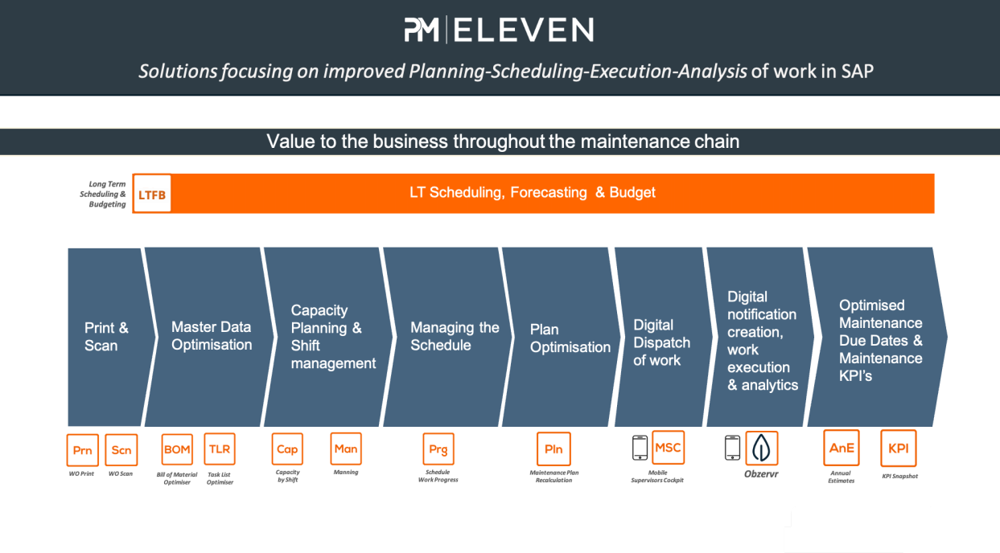 PM ELEVEN
Solutions focusing on improved Planning-Scheduling-Execution-Analysis of work in SAP
Value to the business throughout the maintenance chain
Long Term
Scheduling &
Budgeting
LTFB
LT Scheduling, Forecasting & Budget
Print &
Scan
Master Data
Optimisation
Capacity
Planning &
Shift
management
Managing the
Schedule
Plan
Optimisation
Digital
Dispatch
of work
Digital
notification
creation,
work
execution
& analytics
Optimised
Maintenance
Due Dates &
Maintenance
KPI's
Prn
WO Print
Scn
WO Scan
BOM
Bill of Material
Optimiser
TLR
Task List
Optimiser
Cap
Capacity
by Shift
Man
Manning
Prg
Schedule
Work Progress
Pln
Maintenance Plan
Recalculation
MSC
Mobile
Supervisors Cockpit
Obzervr
AnE
Annual
Estimates
KPI
KPI Snapshot